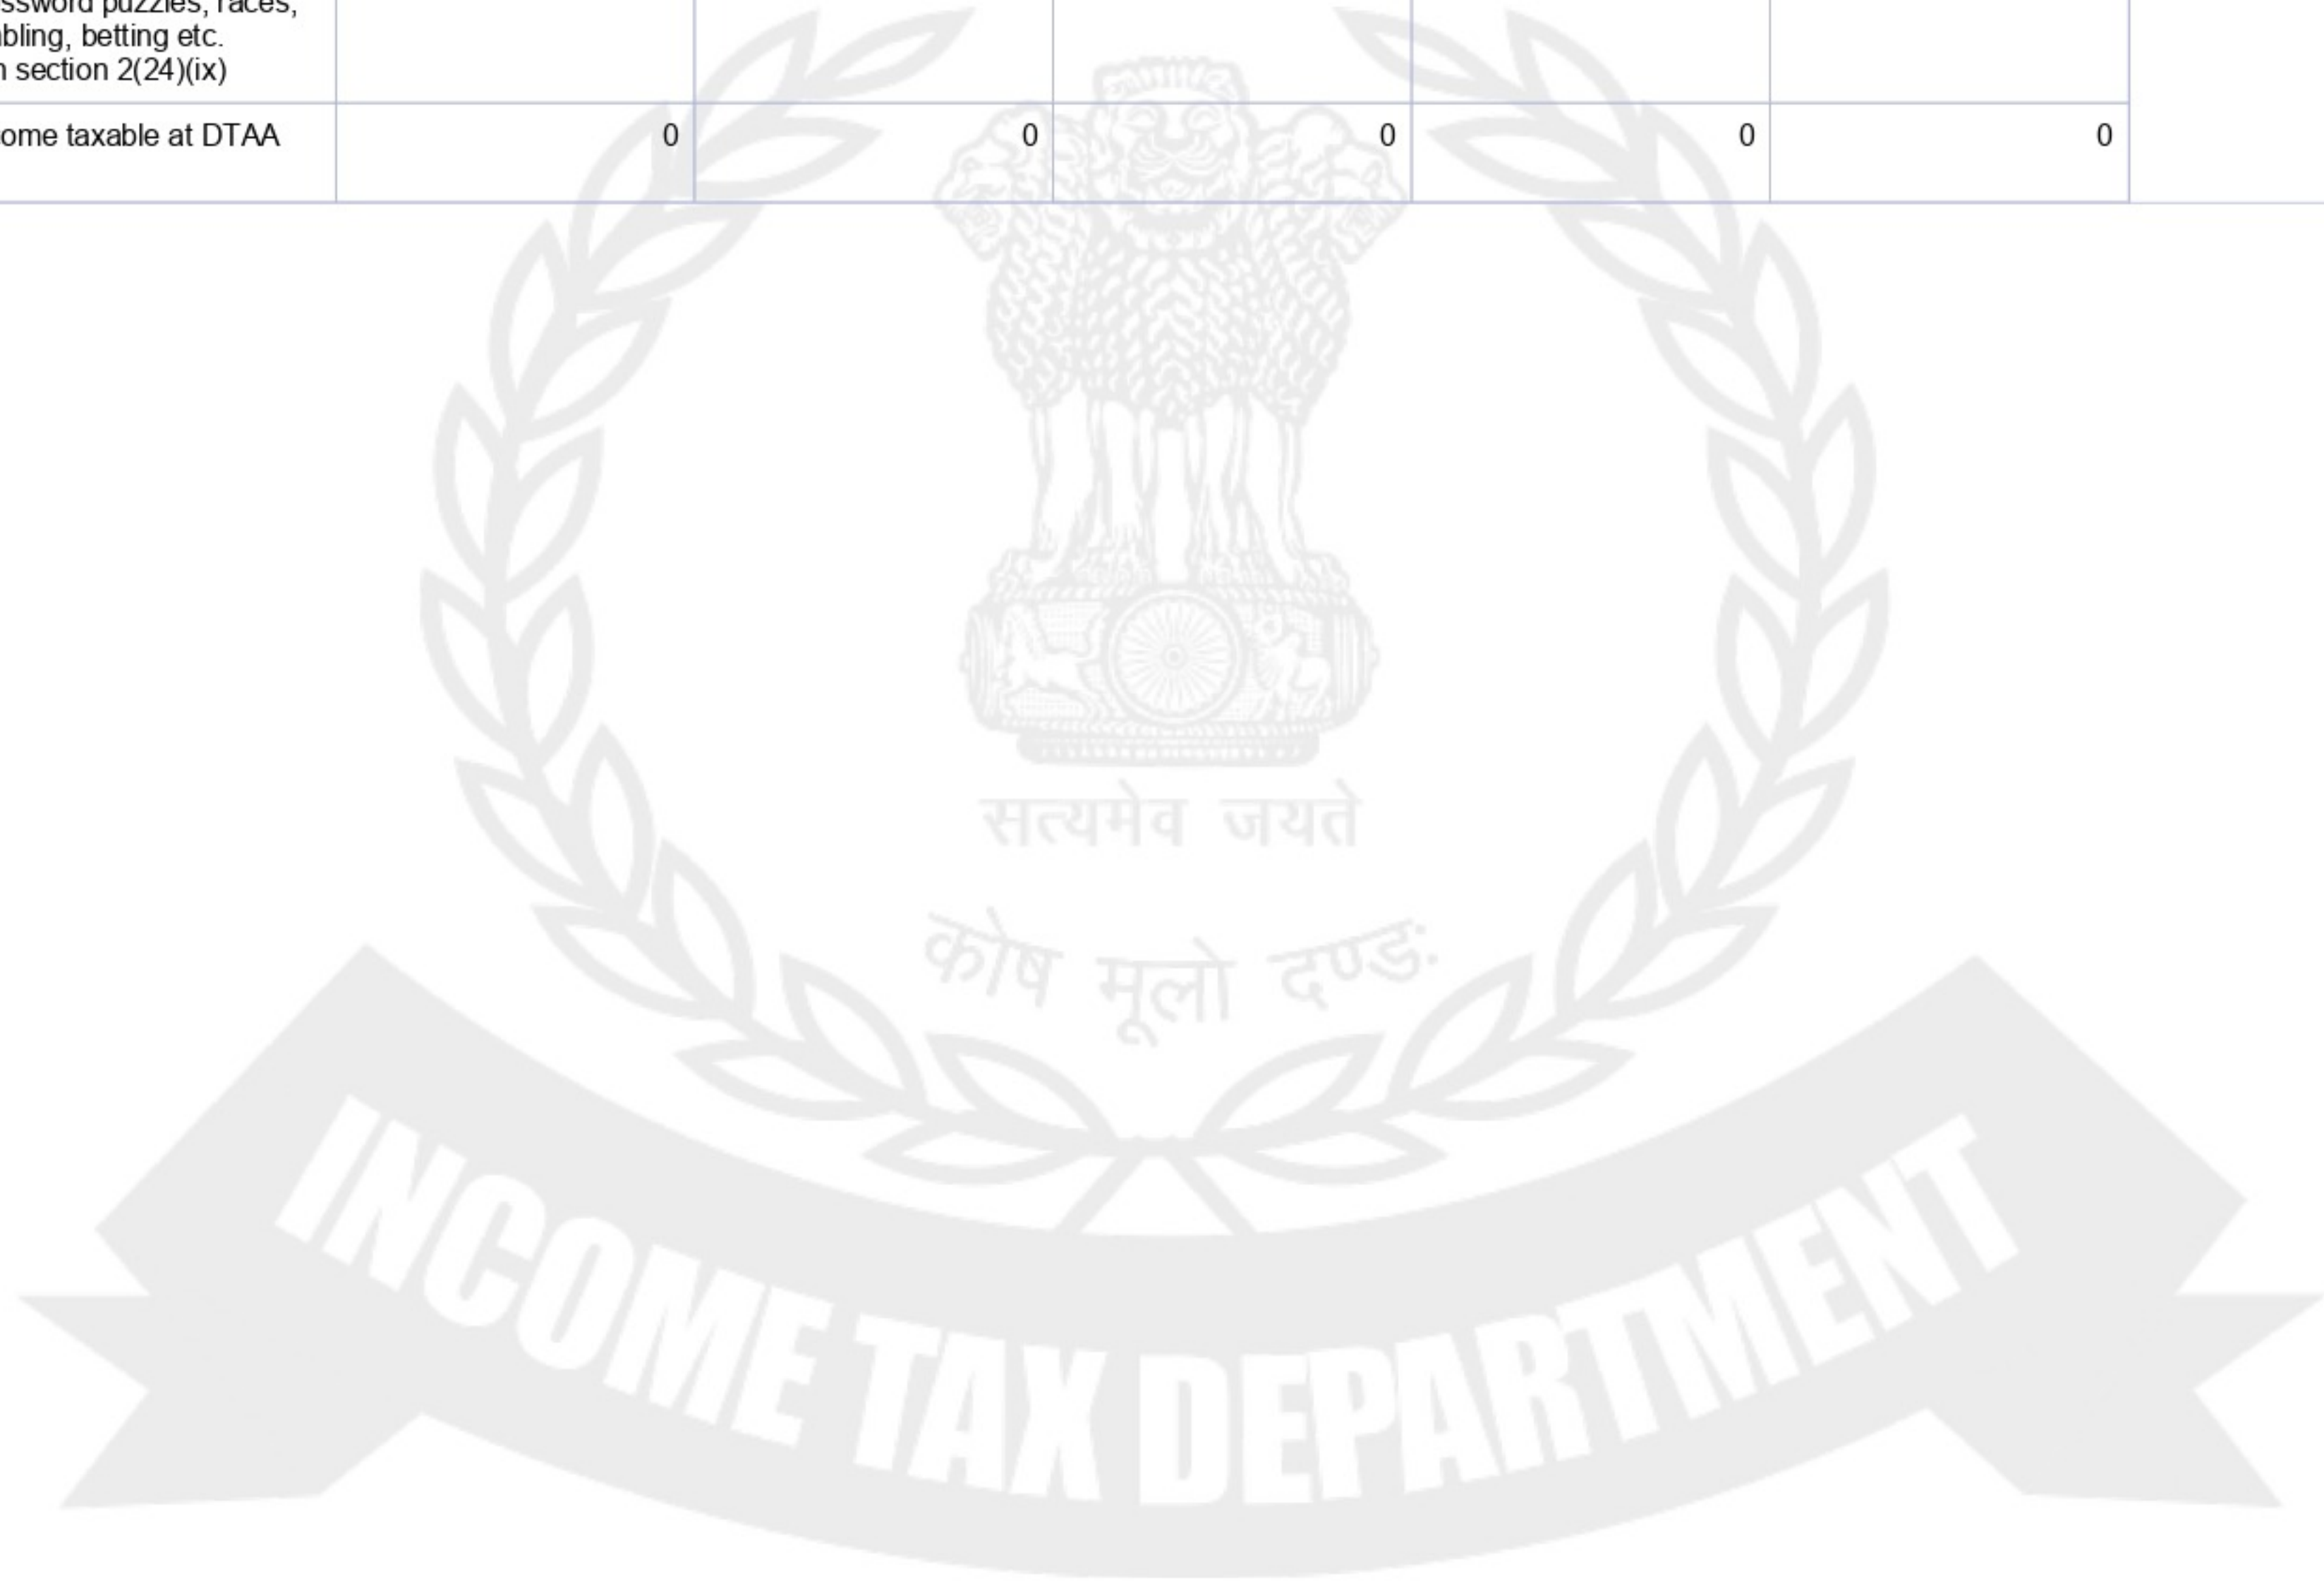 ssword puzzles, races,
bling, betting etc.
section 2(24)(ix)
ome taxable at DTAA 0 0 0 0 0
सत्यमेव जयते
कोष मूलो दण्डः
INCOME TAX DEPARTMENT